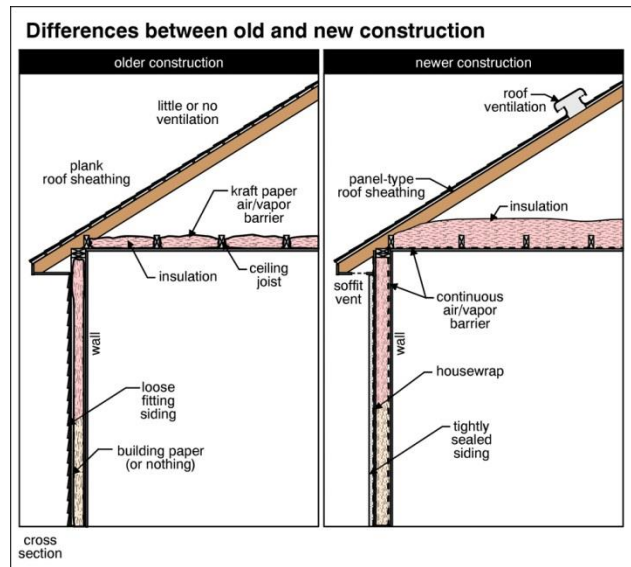 Differences between old and new construction
older construction
little or no
ventilation
plank
roof sheathing
kraft paper
air/vapor
barrier
insulation
ceiling
joist
wall
loose
fitting
siding
building paper
(or nothing)
cross
section
newer construction
roof
ventilation
panel-type
roof sheathing
insulation
soffit
vent
continuous
air/vapor
barrier
wall
housewrap
tightly
sealed
siding